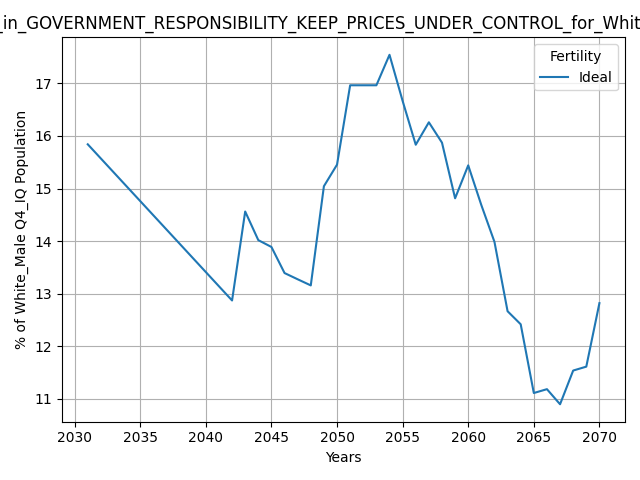 _in_GOVERNMENT_RESPONSIBILITY_KEEP_PRICES_UNDER_CONTROL_for_Whit
Fertility
Ideal
% of White_Male Q4_IQ Population
17
16
15
14
13
12
11
2030 2035 2040 2045 2050 2055 2060 2065 2070
Years